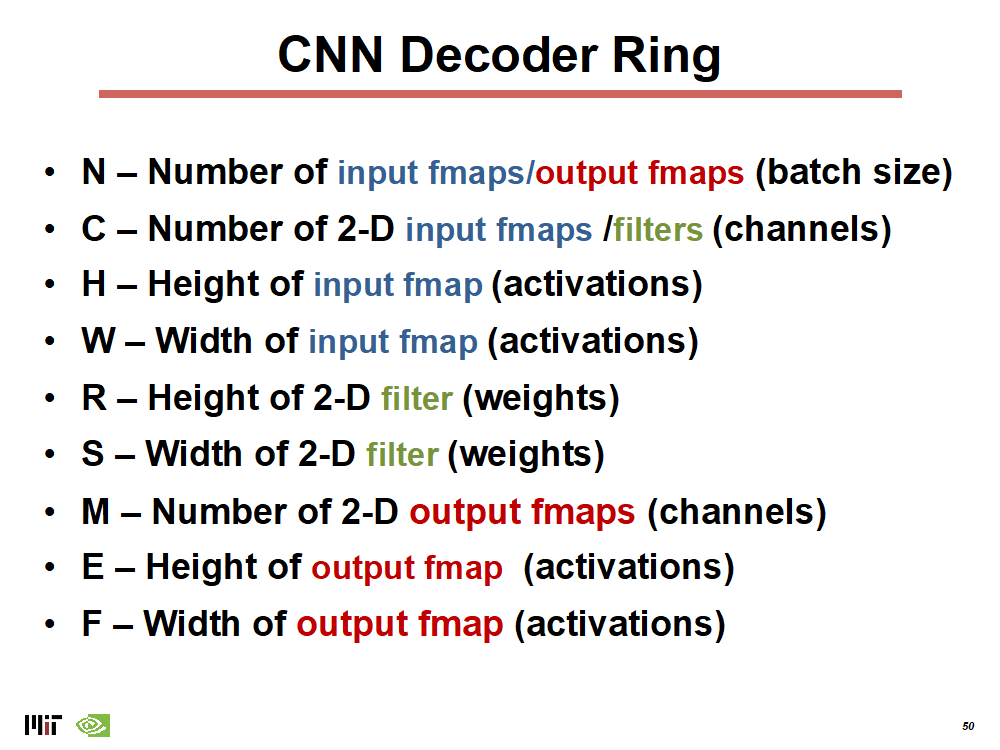 CNN Decoder Ring
• N – Number of input fmaps/output fmaps (batch size)
• C – Number of 2-D input fmaps /filters (channels)
• H – Height of input fmap (activations)
• W – Width of input fmap (activations)
• R – Height of 2-D filter (weights)
• S – Width of 2-D filter (weights)
• M – Number of 2-D output fmaps (channels)
• E – Height of output fmap (activations)
• F – Width of output fmap (activations)
MIT
50